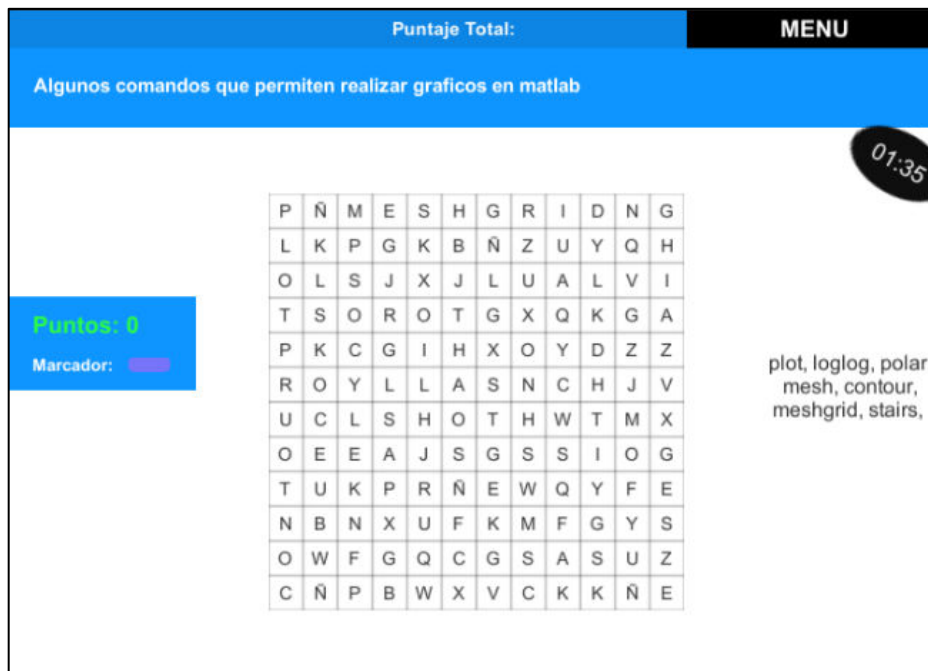 Puntaje Total:
MENU
Algunos comandos que permiten realizar graficos en matlab
01:35
P Ñ M E S H G R I D N G
L K P G K B Ñ Z U Y Q H
O L S J X J L U A L V I
T S O R O T G X Q K G A
P K C G I H X O Y D Z Z
R O Y L L A S N C H J V
U C L S H O T H W T M X
O E E A J S G S S I O G
T U K P R Ñ E W Q Y F E
N B N X U F K M F G Y S
O W F G Q C G S A S U Z
C Ñ P B W X V C K K Ñ E
Puntos: 0
Marcador:
plot, loglog, polar
mesh, contour,
meshgrid, stairs,